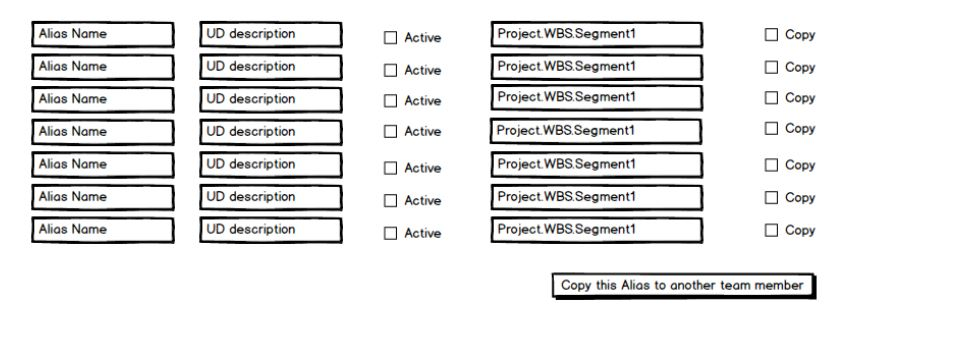 Alias Name UD description Active Project.WBS.Segment1 Copy
Alias Name UD description Active Project.WBS.Segment1 Copy
Alias Name UD description Active Project.WBS.Segment1 Copy
Alias Name UD description Active Project.WBS.Segment1 Copy
Alias Name UD description Active Project.WBS.Segment1 Copy
Alias Name UD description Active Project.WBS.Segment1 Copy
Alias Name UD description Active Project.WBS.Segment1 Copy
Copy this Alias to another team member